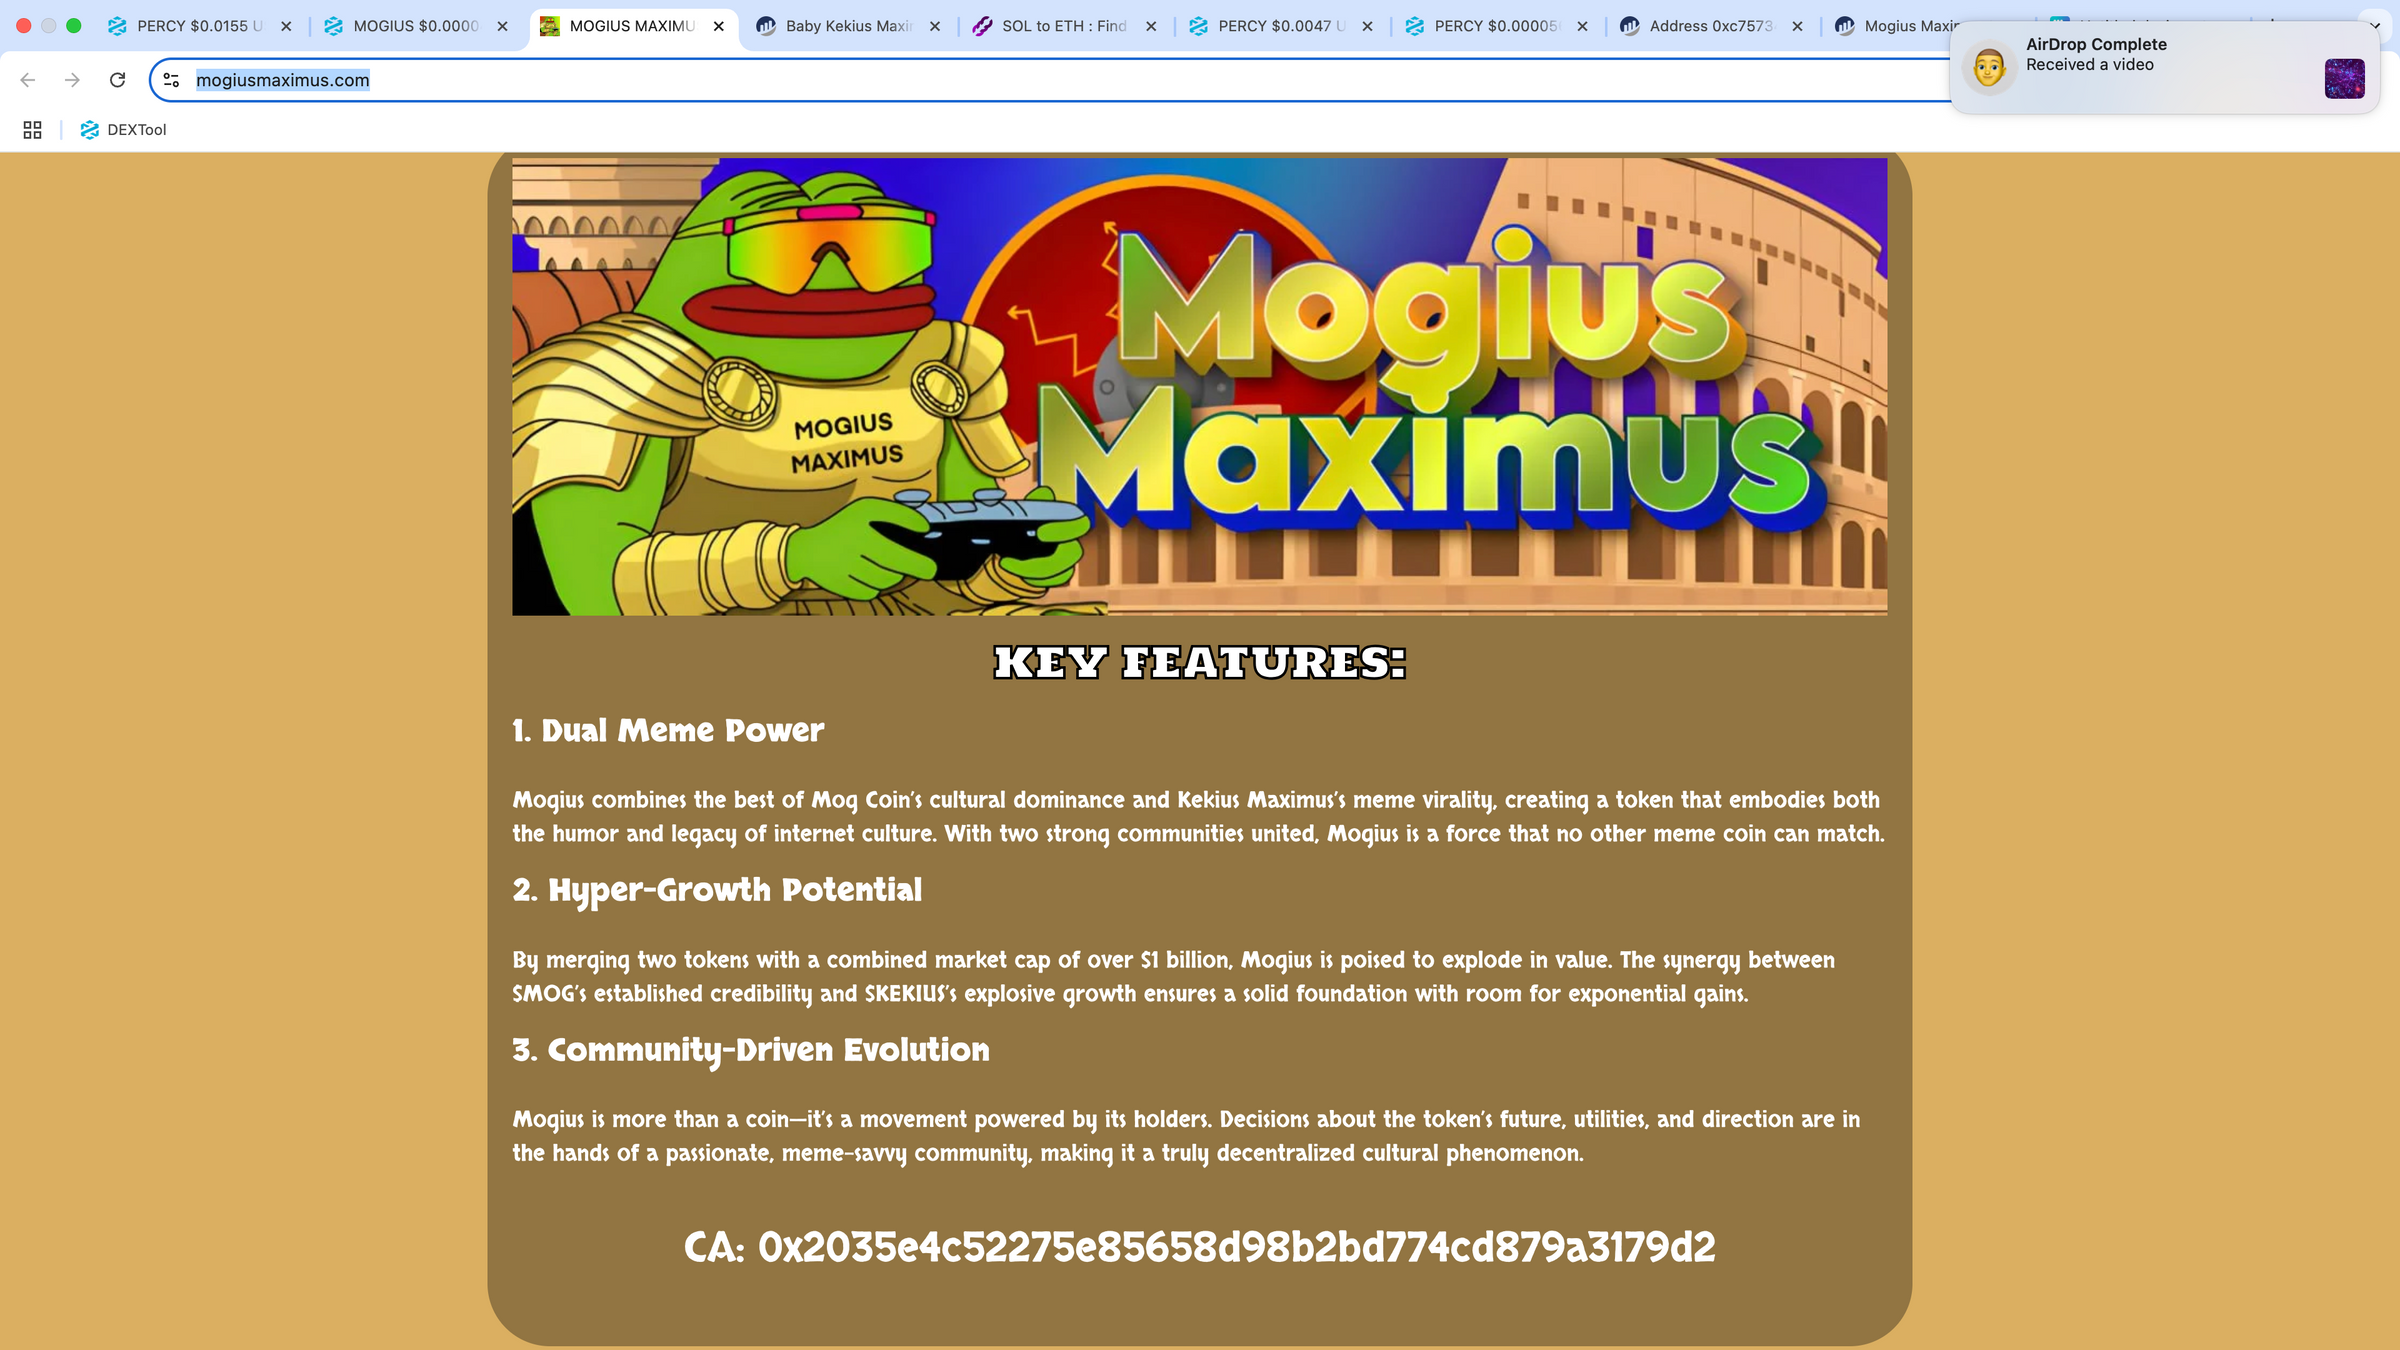 PERCY $0.0155 U
MOGIUS $0.0000
MOGIUS MAXIMU
Baby Kekius Maxi
SOL to ETH : Find
PERCY $0.0047 U
PERCY $0.00005
Address 0xc7573
Mogius Maxi
AirDrop Complete
Received a video
mogiusmaximus.com
DEXTool
Mogius
Maximus
MOGIUS
MAXIMUS
KEY FEATURES:
1. Dual Meme Power
Mogius combines the best of Mog Coin's cultural dominance and Kekius Maximus's meme virality, creating a token that embodies both
the humor and legacy of internet culture. With two strong communities united, Mogius is a force that no other meme coin can match.
2. Hyper-Growth Potential
By merging two tokens with a combined market cap of over $1 billion, Mogius is poised to explode in value. The synergy between
$MOG's established credibility and $KEKIUS's explosive growth ensures a solid foundation with room for exponential gains.
3. Community-Driven Evolution
Mogius is more than a coin—it's a movement powered by its holders. Decisions about the token's future, utilities, and direction are in
the hands of a passionate, meme-savvy community, making it a truly decentralized cultural phenomenon.
CA: 0x2035e4c52275e85658d98b2bd774cd879a3179d2